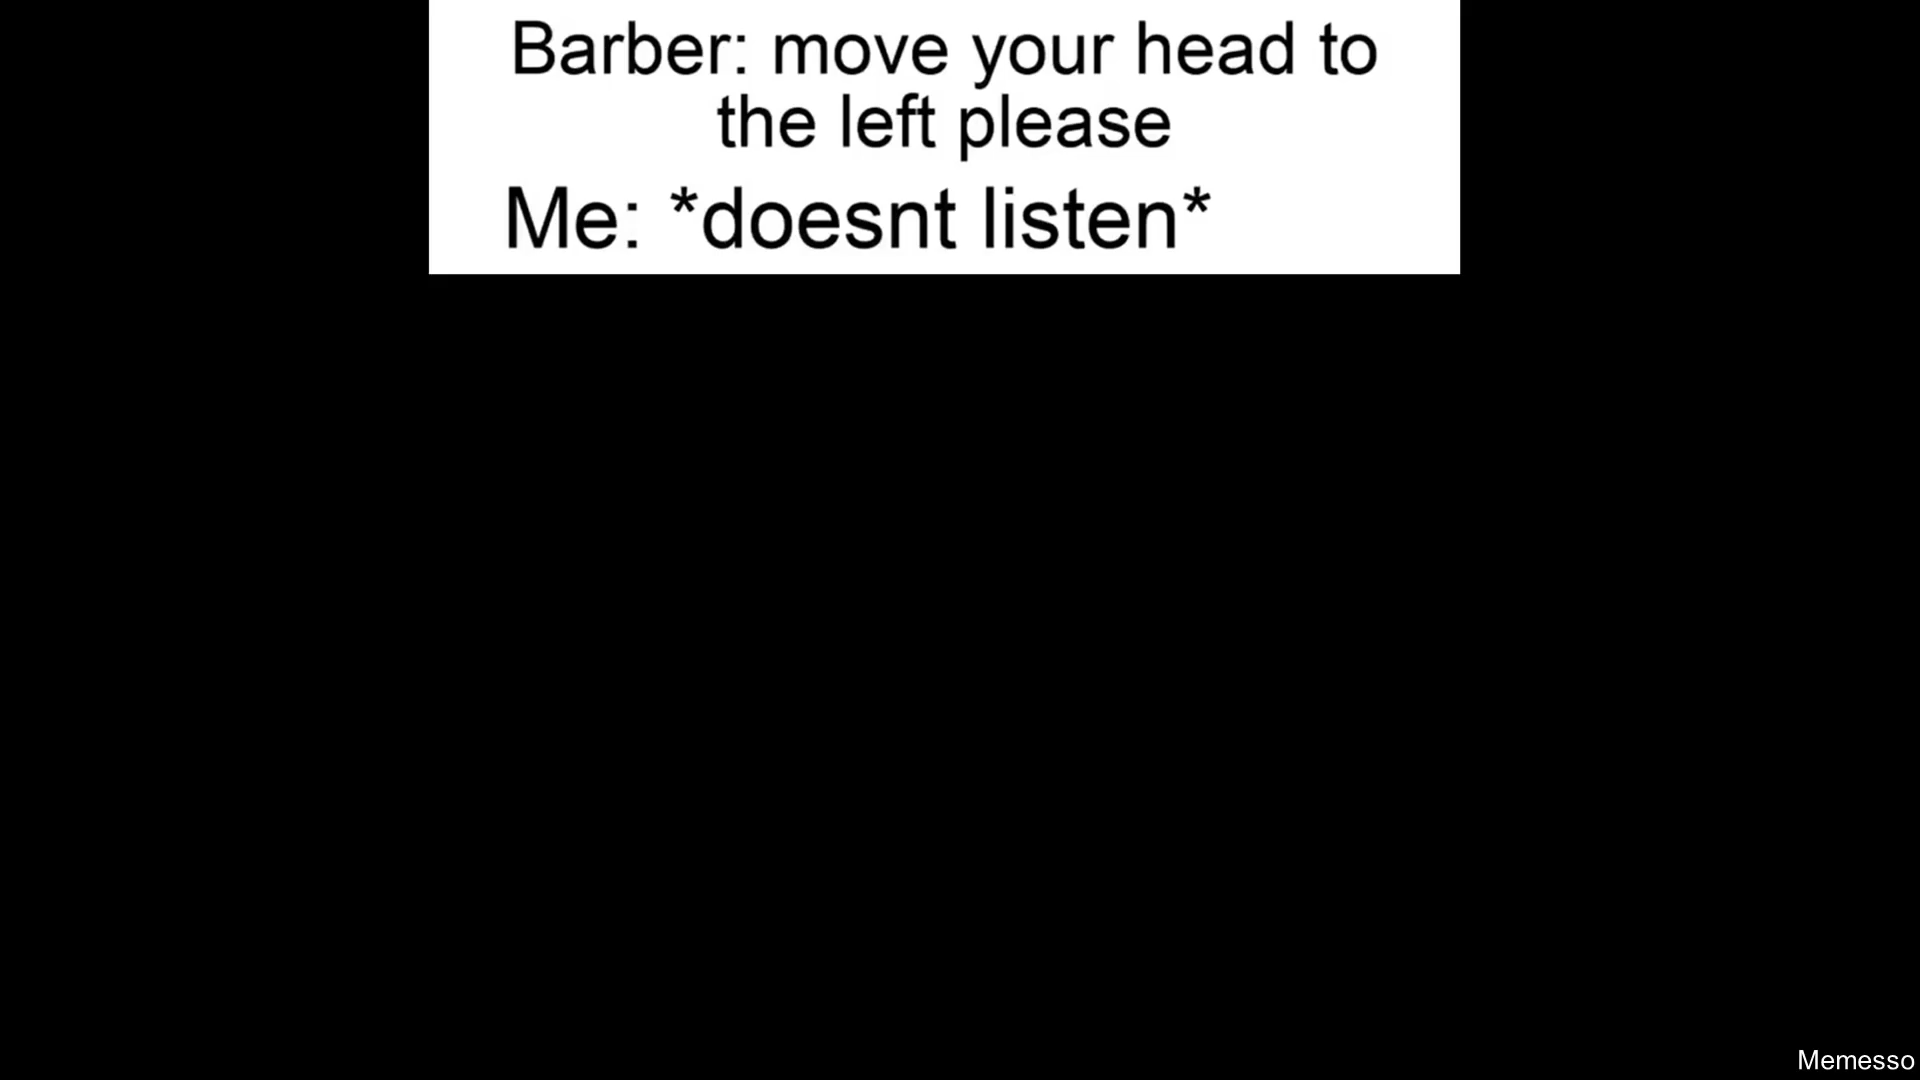 Barber: move your head to
the left please
Me: *doesnt listen*
Memesso